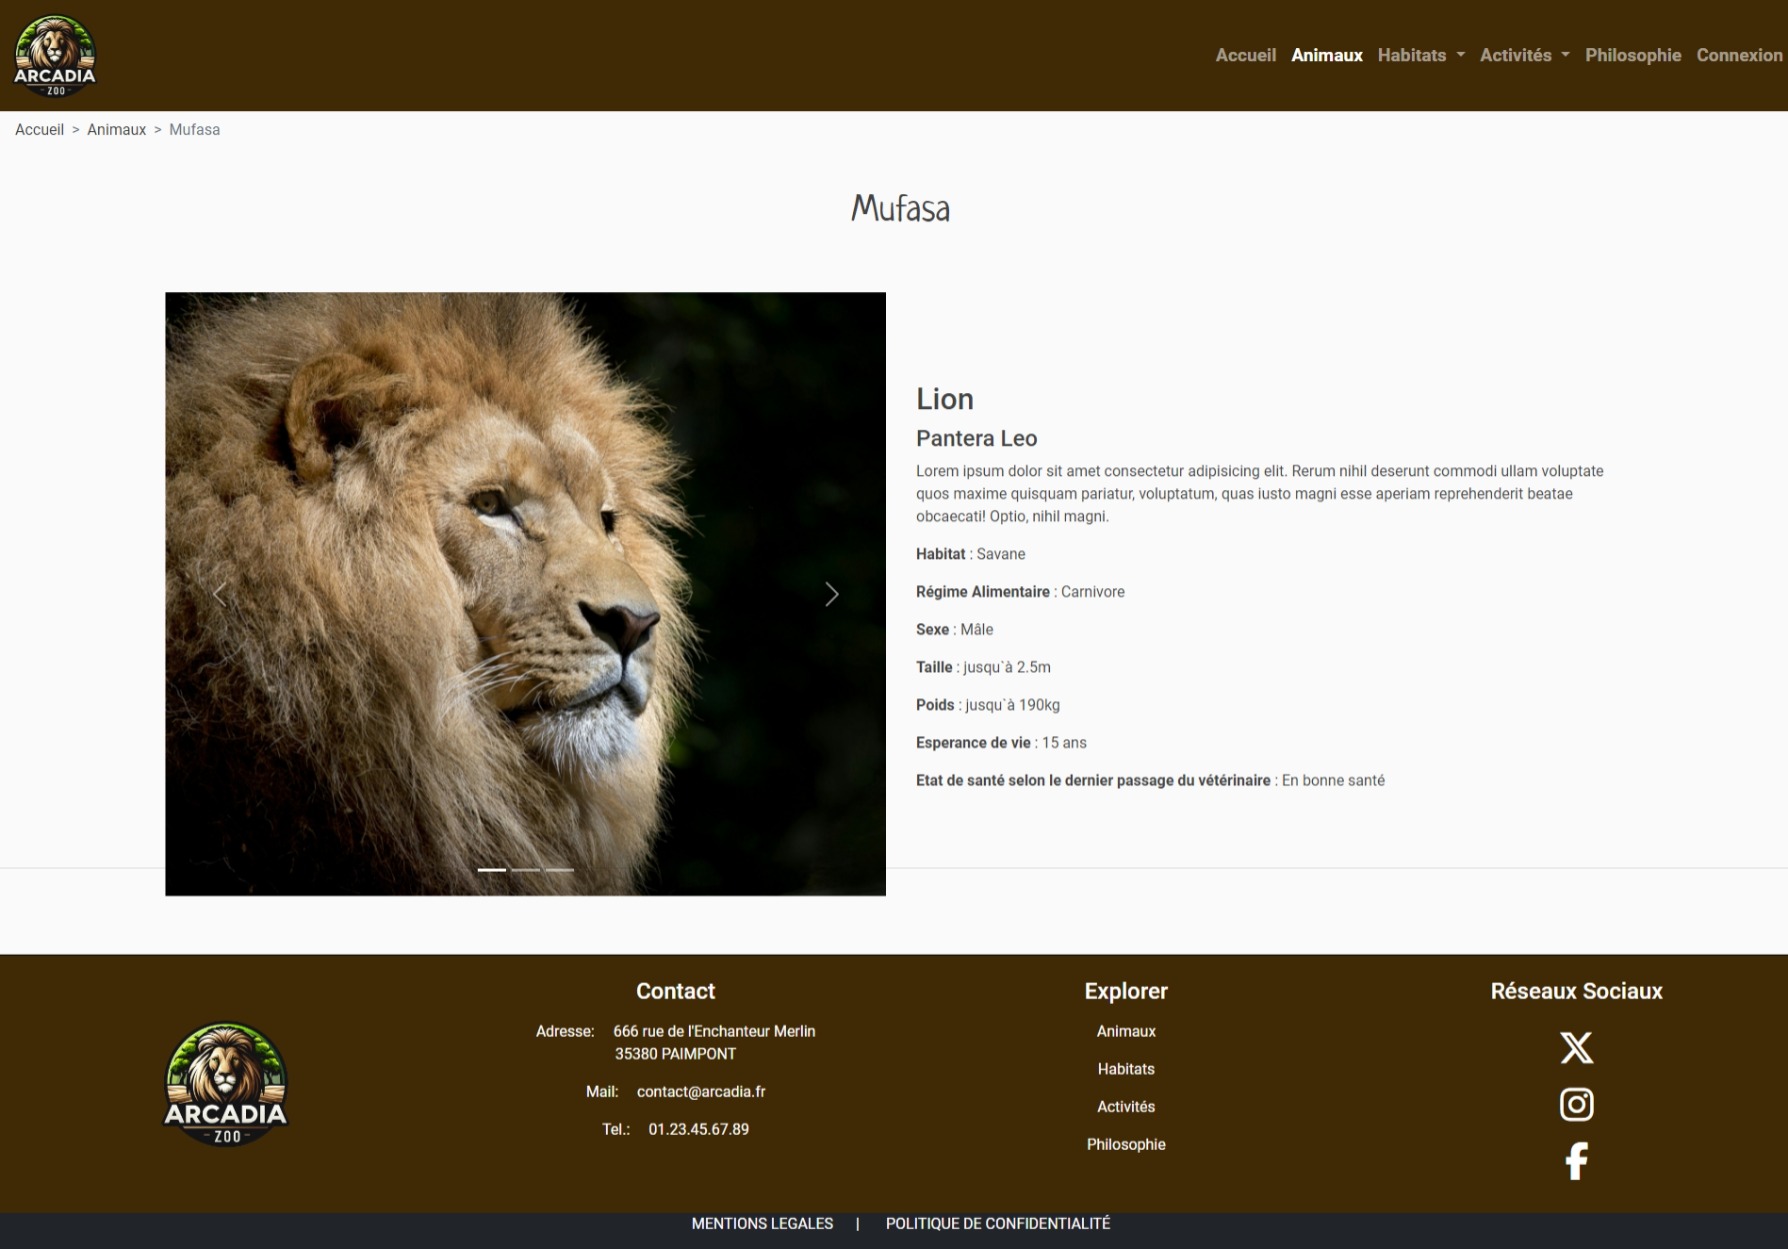 ARCADIA
ZOO
Accueil Animaux Habitats Activités Philosophie Connexion
Accueil > Animaux > Mufasa
Mufasa
Lion
Pantera Leo
Lorem ipsum dolor sit amet consectetur adipisicing elit. Rerum nihil deserunt commodi ullam voluptate
quos maxime quisquam pariatur, voluptatum, quas iusto magni esse aperiam reprehenderit beatae
obcaecati! Optio, nihil magni.
Habitat : Savane
Régime Alimentaire : Carnivore
Sexe : Mâle
Taille : jusqu`à 2.5m
Poids : jusqu`à 190kg
Esperance de vie : 15 ans
Etat de santé selon le dernier passage du vétérinaire : En bonne santé
ARCADIA
ZOO
Contact
Adresse: 666 rue de l'Enchanteur Merlin
35380 PAIMPONT
Mail: contact@arcadia.fr
Tel.: 01.23.45.67.89
Explorer
Animaux
Habitats
Activités
Philosophie
Réseaux Sociaux
MENTIONS LEGALES | POLITIQUE DE CONFIDENTIALITÉ